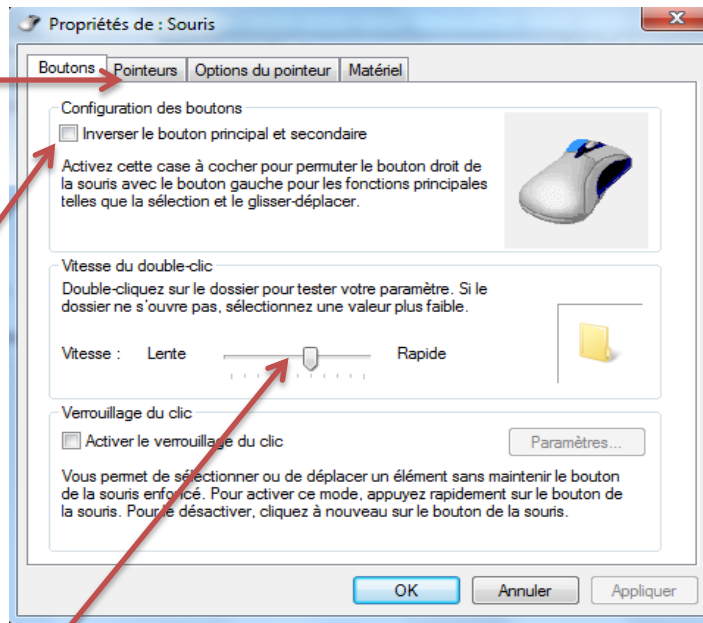 Propriétés de : Souris
Boutons Pointeurs Options du pointeur Matériel
Configuration des boutons
Inverser le bouton principal et secondaire
Activez cette case à cocher pour permuter le bouton droit de
la souris avec le bouton gauche pour les fonctions principales
telles que la sélection et le glisser-déplacer.
Vitesse du double-clic
Double-cliquez sur le dossier pour tester votre paramètre. Si le
dossier ne s'ouvre pas, sélectionnez une valeur plus faible.
Vitesse : Lente Rapide
Verrouillage du clic
Activer le verrouillage du clic Paramètres...
Vous permet de sélectionner ou de déplacer un élément sans maintenir le bouton
de la souris enfoncé. Pour activer ce mode, appuyez rapidement sur le bouton de
la souris. Pour le désactiver, cliquez à nouveau sur le bouton de la souris.
OK Annuler Appliquer